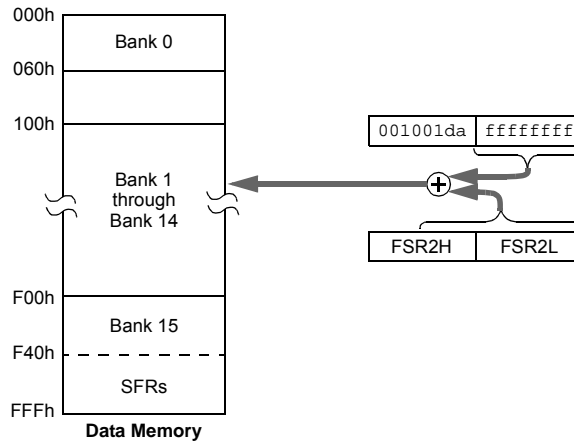 000h
Bank 0
060h
100h
001001da ffffffff
Bank 1
through
Bank 14
FSR2H FSR2L
F00h
Bank 15
F40h
SFRs
FFFh
Data Memory